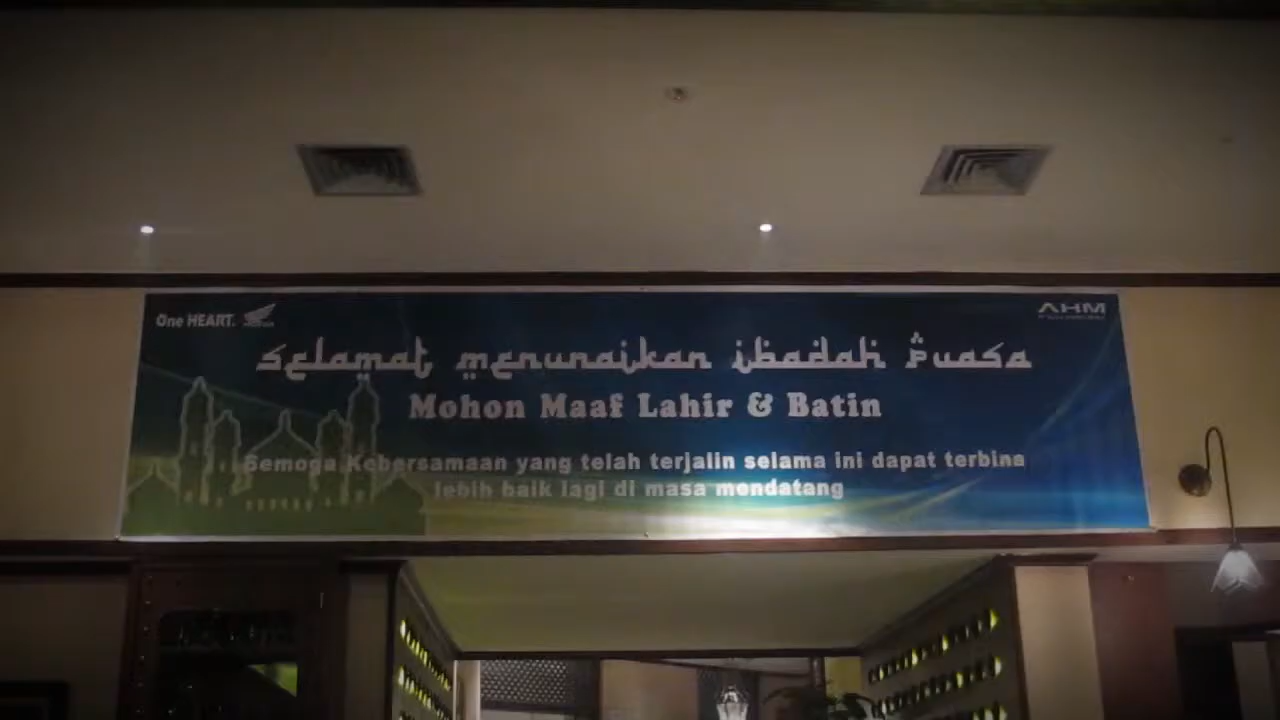 One HEART. HONDA
AHM
Selamat menunaikan ibadah Puasa
Mohon Maaf Lahir & Batin
Semoga Kebersamaan yang telah terjalin selama ini dapat terbina
lebih baik lagi di masa mendatang